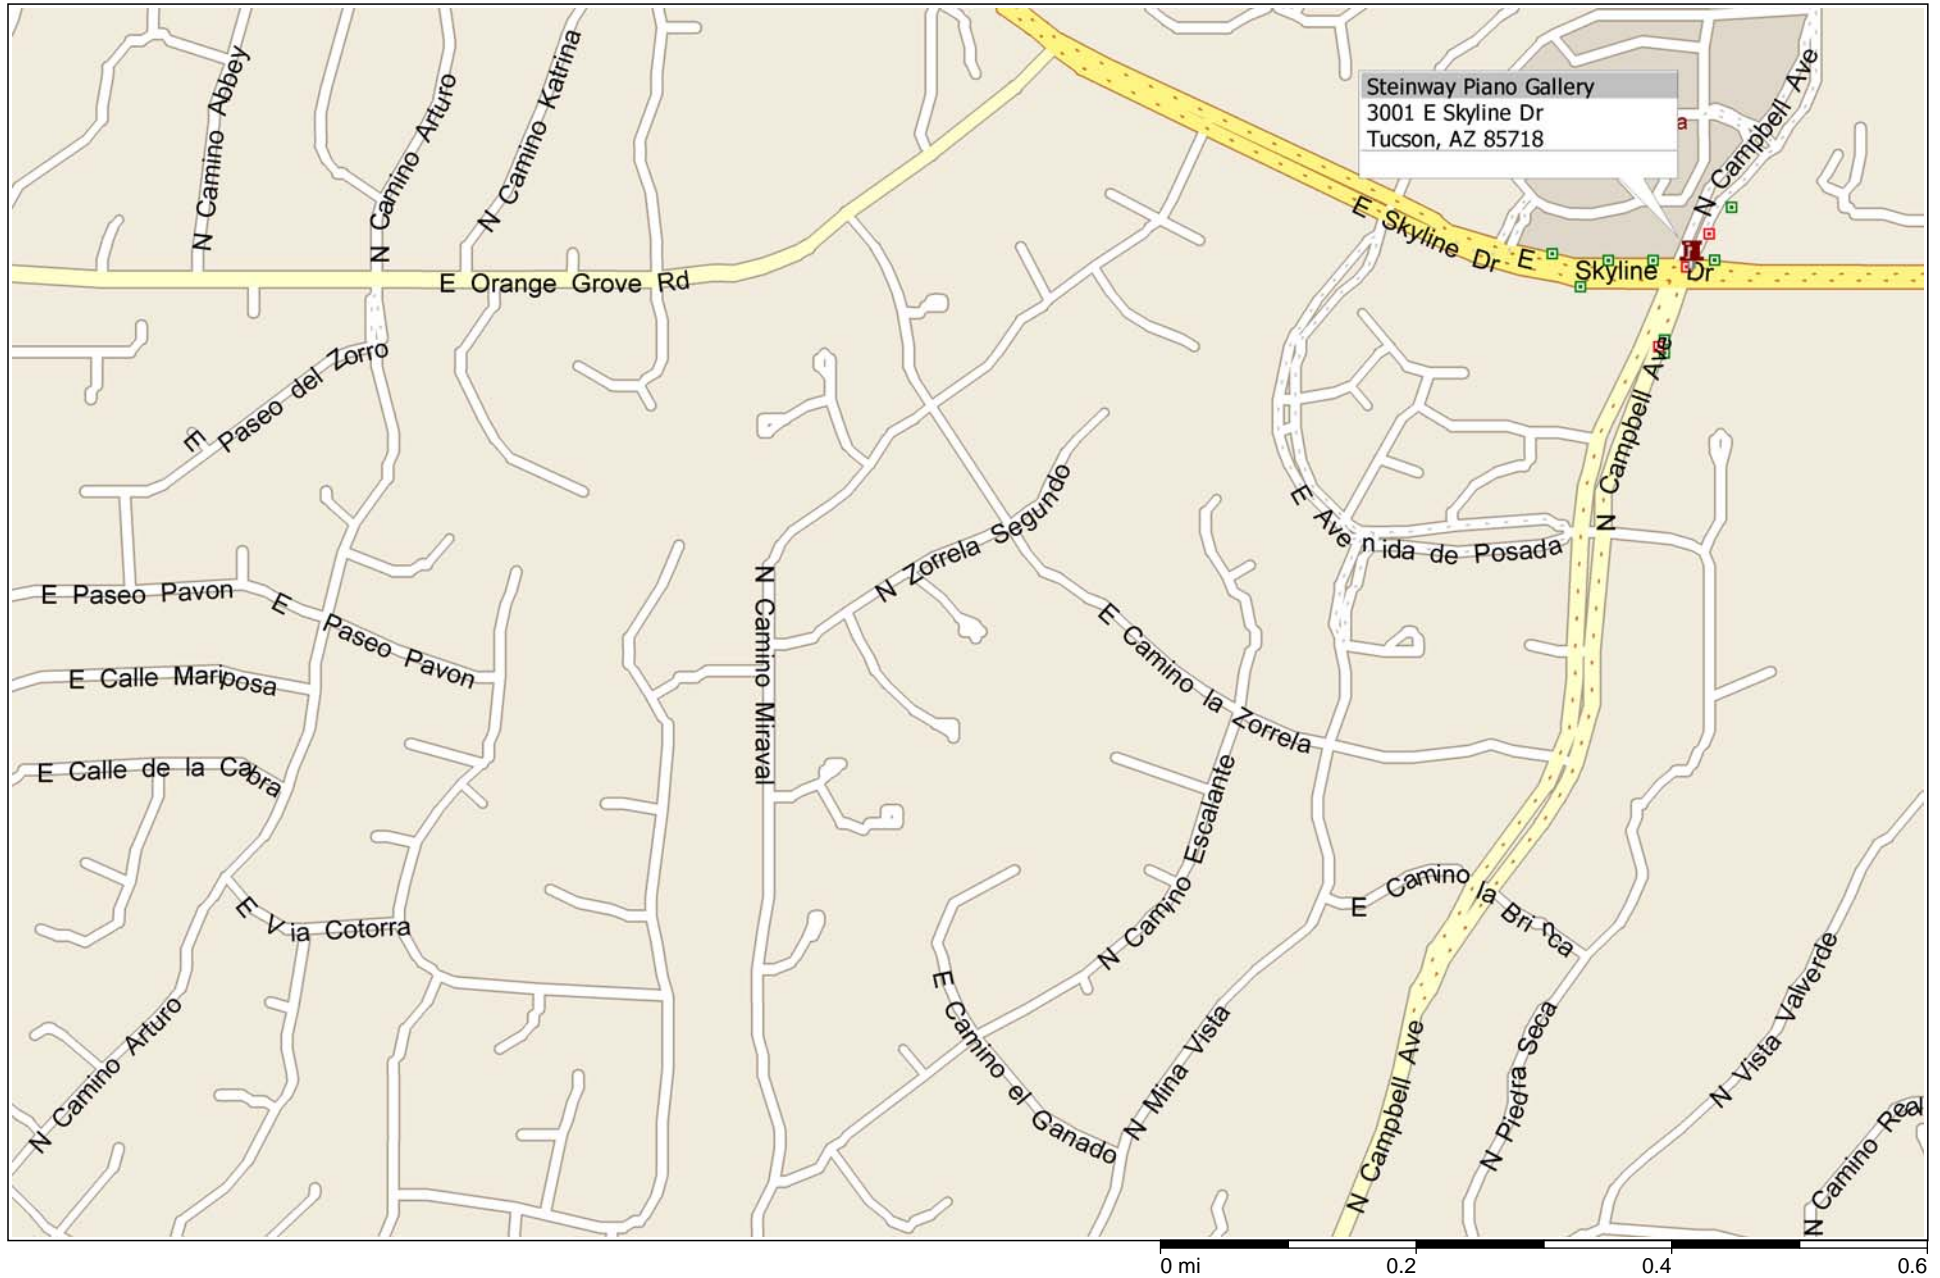 N Camino Abbey
N Camino Arturo
N Camino Katrina
Steinway Piano Gallery
3001 E Skyline Dr
Tucson, AZ 85718
a
N Campbell Ave
E Skyline Dr
E Skyline Dr
E Orange Grove Rd
E Paseo del Zorro
N Campbell Ave
E Avenida de Posada
N Zorrela Segundo
E Paseo Pavon
E Paseo Pavon
N Camino Miraval
E Camino la Zorrela
E Calle Mariposa
E Calle de la Cabra
N Camino Escalante
E Camino la Brinca
E Via Cotorra
N Camino Arturo
E Camino el Ganado
N Mina Vista
N Campbell Ave
N Piedra Seca
N Vista Valverde
N Camino Real
0 mi 0.2 0.4 0.6